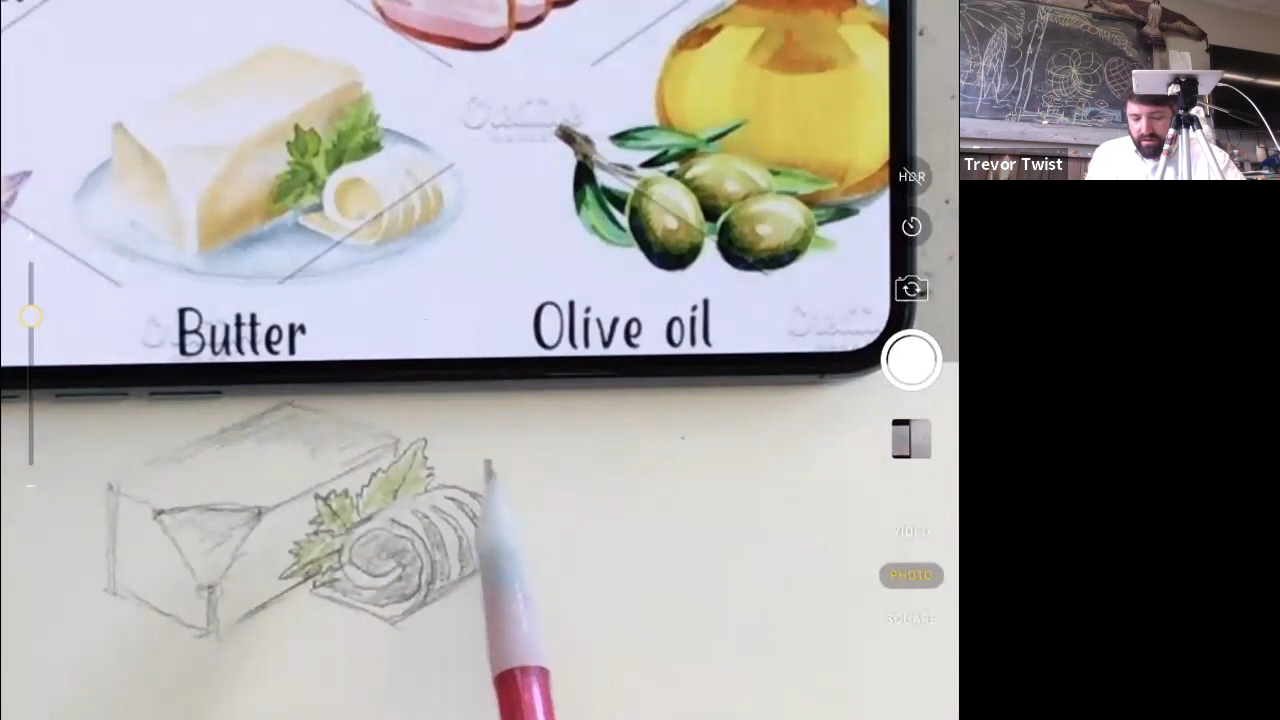 HDR
Trevor Twist
Butter
Olive oil
VIDEO
PHOTO
SQUARE